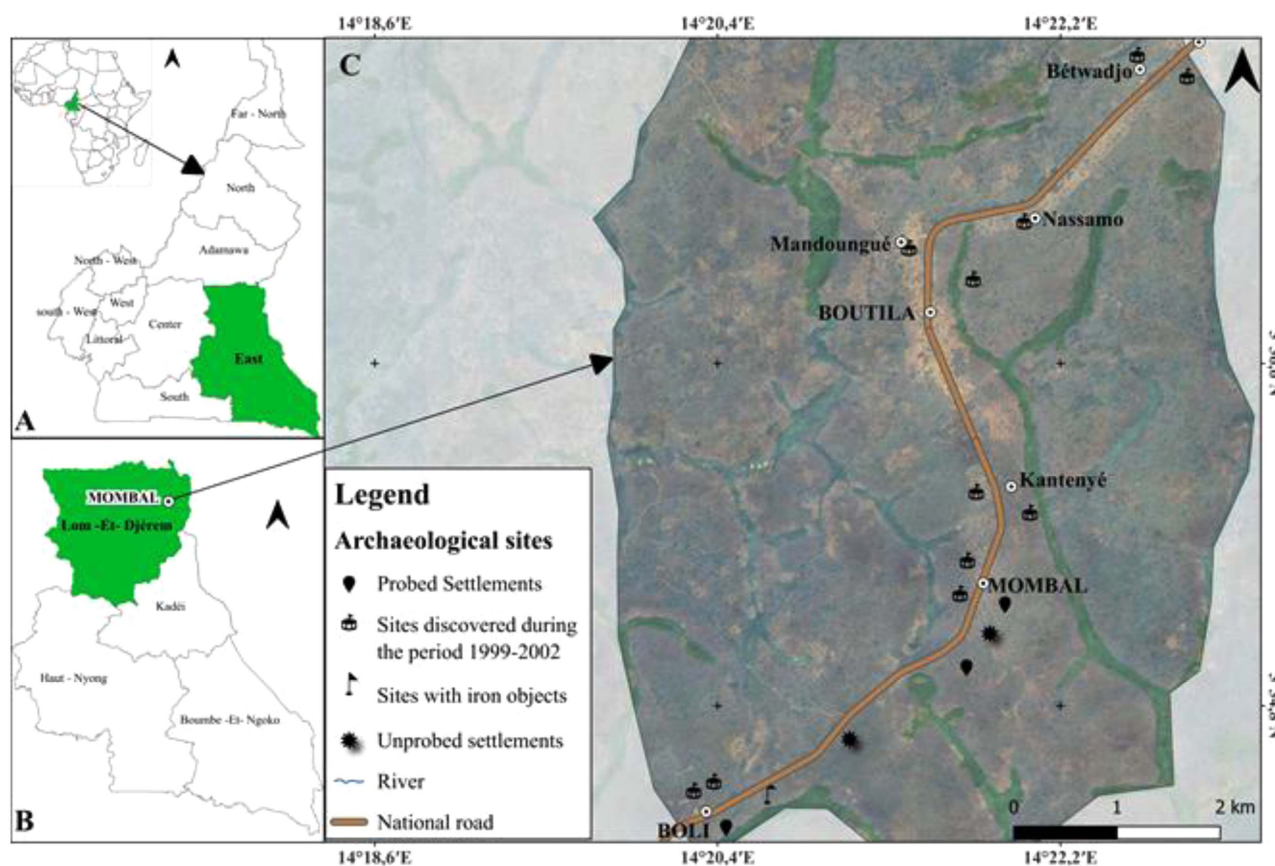 14°18,6′E
14°20,4′E
14°22,2′E
Far - North
North
Adamawa
North - West
West
south - West
Littoral
Center
East
South
A
MOMBAL
Lom -Et- Djérem
Kadéi
Haut - Nyong
Boumbe -Et- Ngoko
B
C
Bétwadjo
Nassamo
Mandoungué
BOUTILA
Kantenyé
MOMBAL
BOLI
Legend
Archaeological sites
Probed Settlements
Sites discovered during
the period 1999-2002
Sites with iron objects
Unprobed settlements
River
National road
0 1 2 km
14°18,6′E
14°20,4′E
14°22,2′E